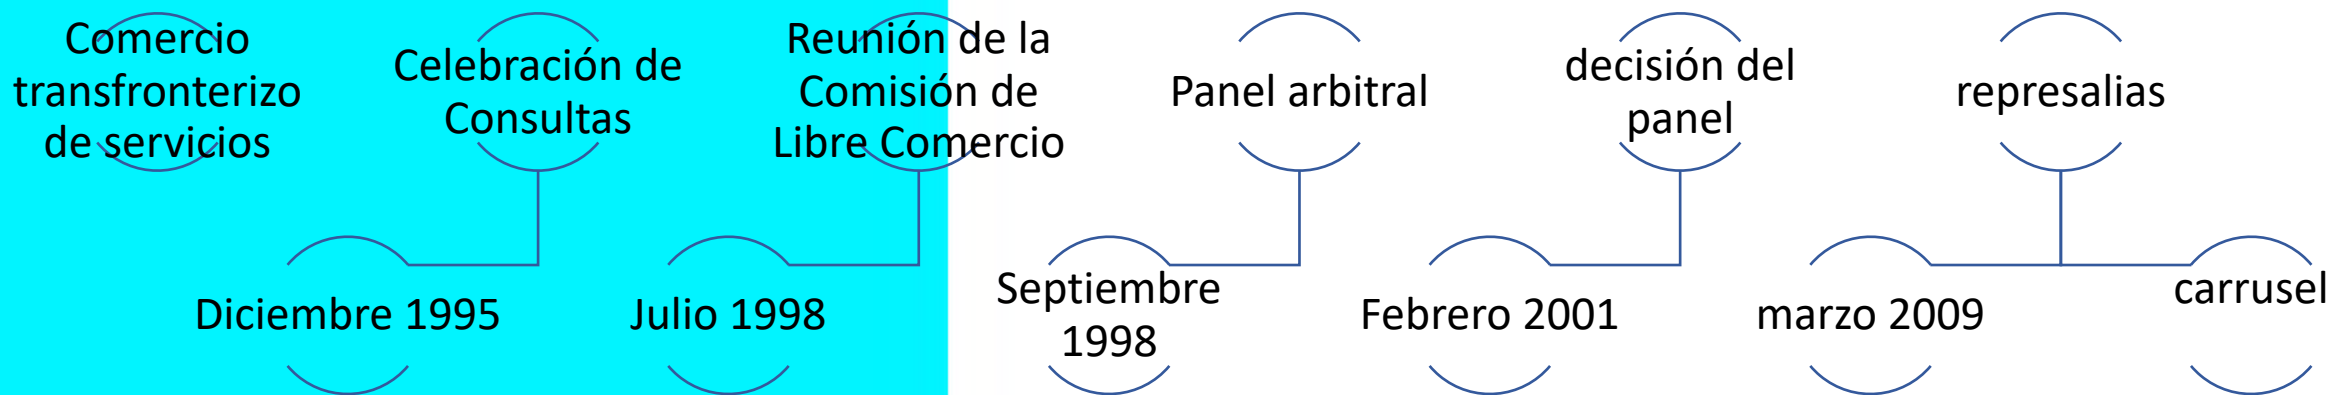 Comercio
transfronterizo
de servicios
Celebración de
Consultas
Reunión de la
Comisión de
Libre Comercio
Panel arbitral
decisión del
panel
represalias
Diciembre 1995
Julio 1998
Septiembre
1998
Febrero 2001
marzo 2009
carrusel